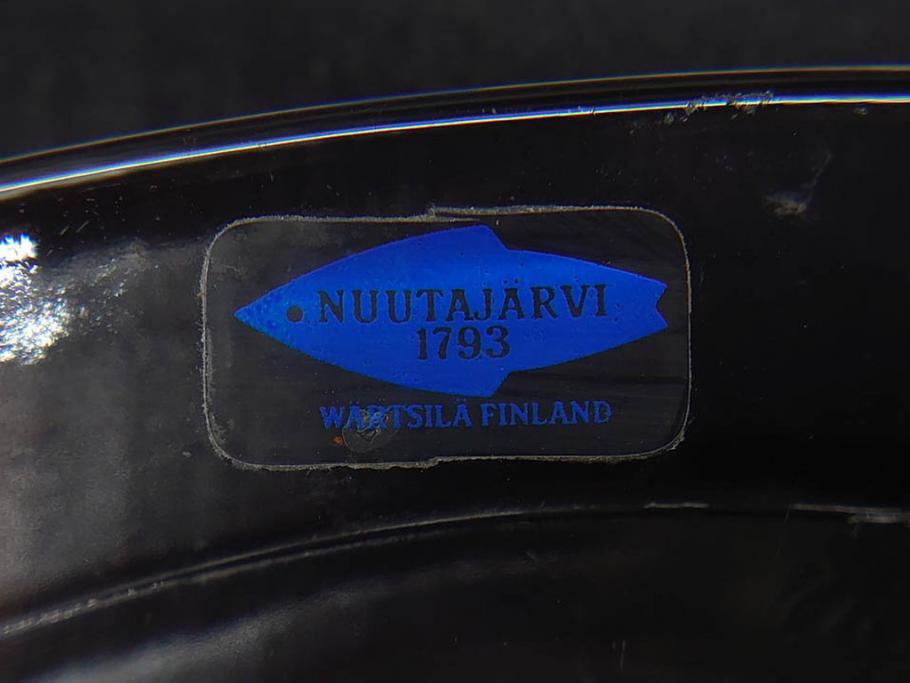 NUUTAJÄRVI
1793
WÄRTSILÄ FINLAND